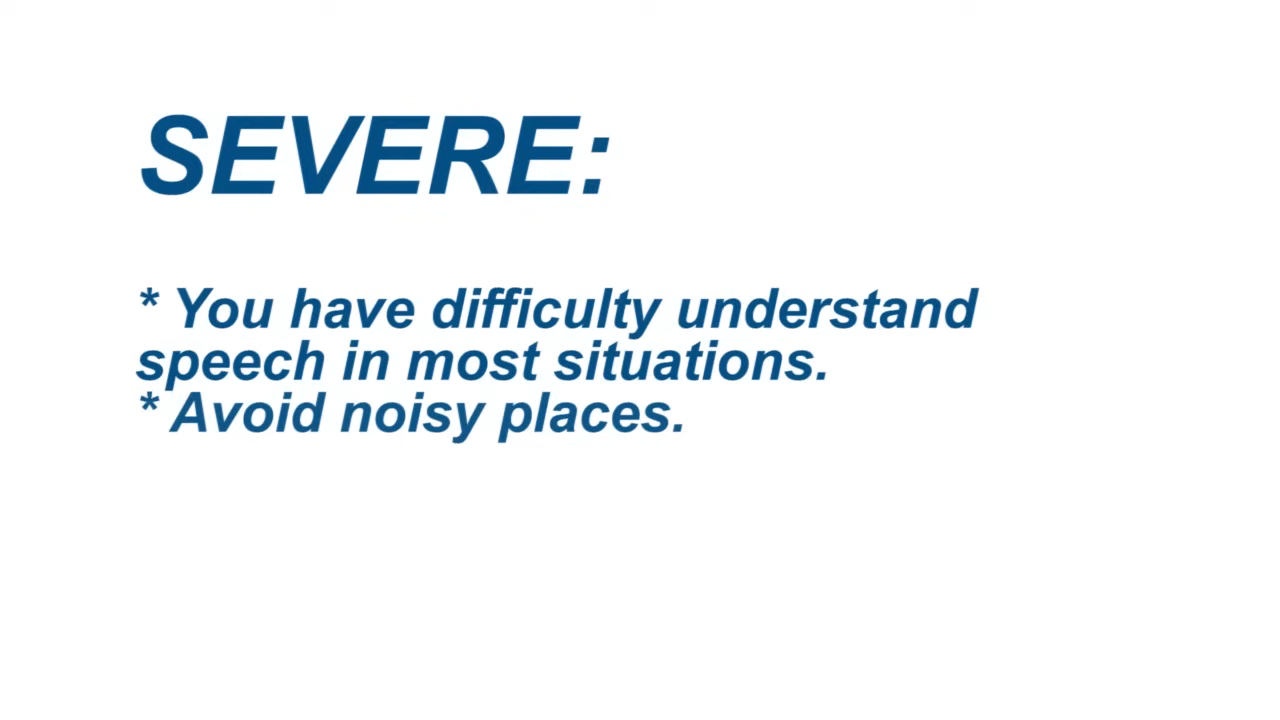 SEVERE:
* You have difficulty understand
speech in most situations.
* Avoid noisy places.